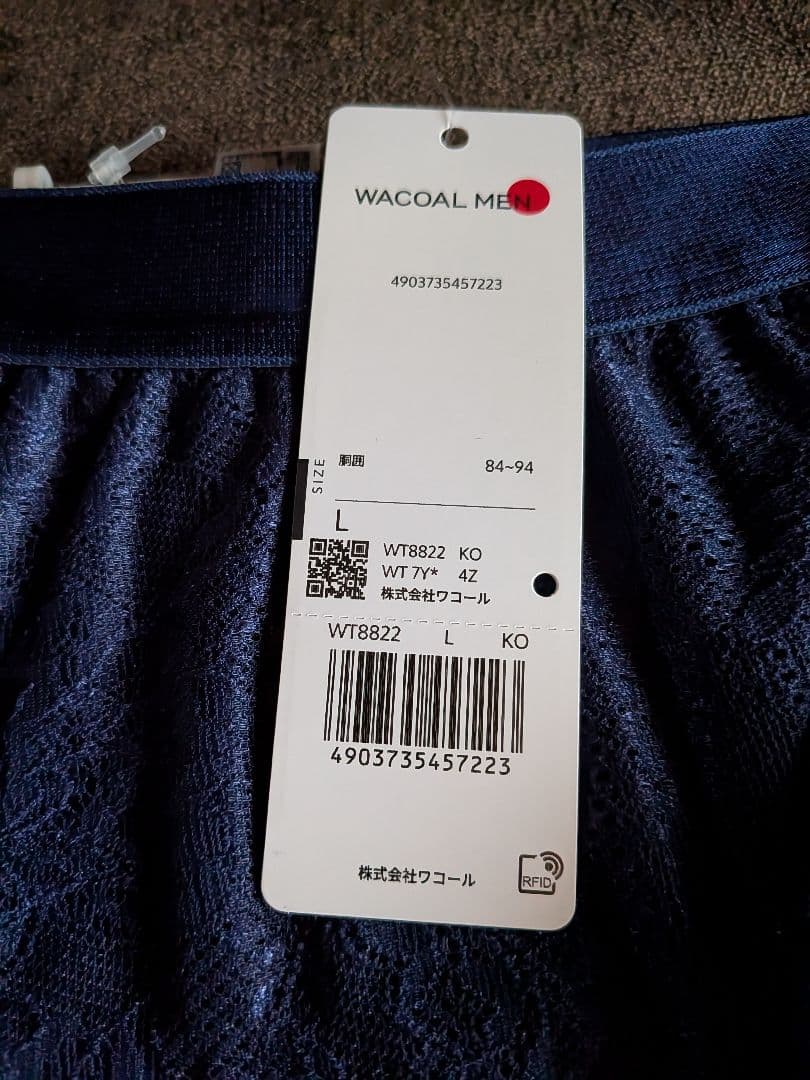 WACOAL MEN
4903735457223
SIZE
胴囲 84~94
L
WT8822 KO
WT 7Y* 4Z
株式会社ワコール
WT8822 L KO
4903735457223
株式会社ワコール
RFID